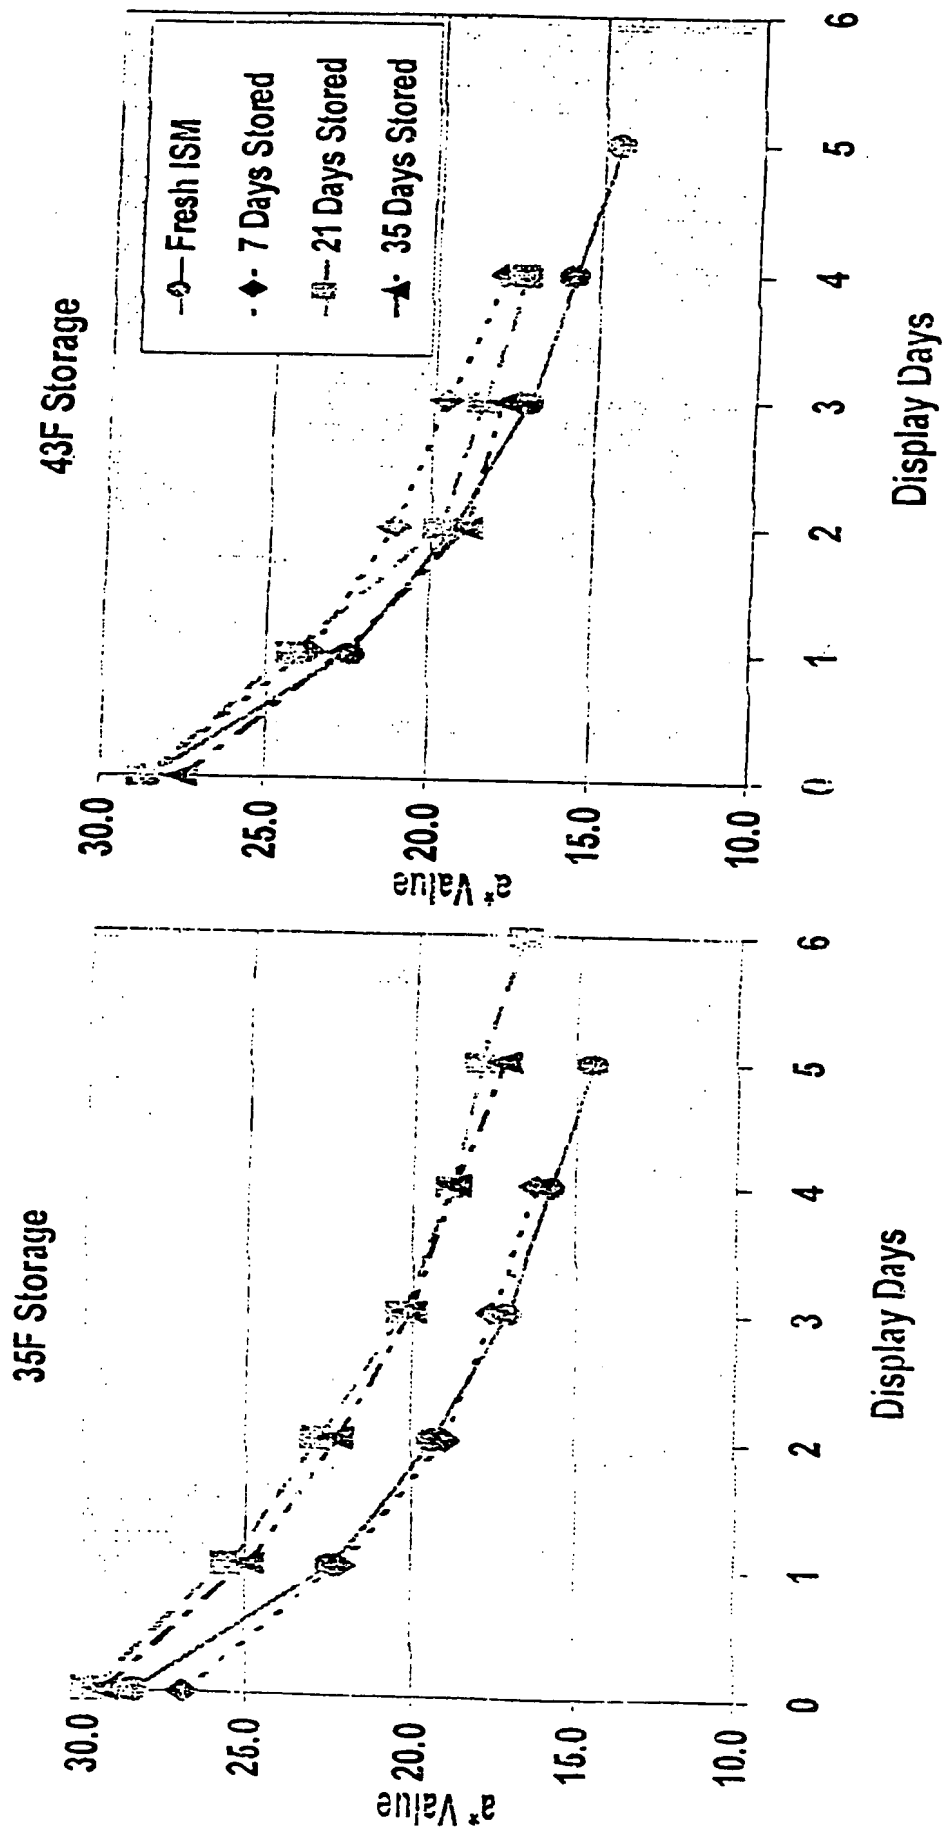 35F Storage
a* Value
30.0
25.0
20.0
15.0
10.0
0 1 2 3 4 5 6
Display Days
43F Storage
a* Value
30.0
25.0
20.0
15.0
10.0
0 1 2 3 4 5 6
Display Days
Fresh ISM
7 Days Stored
21 Days Stored
35 Days Stored